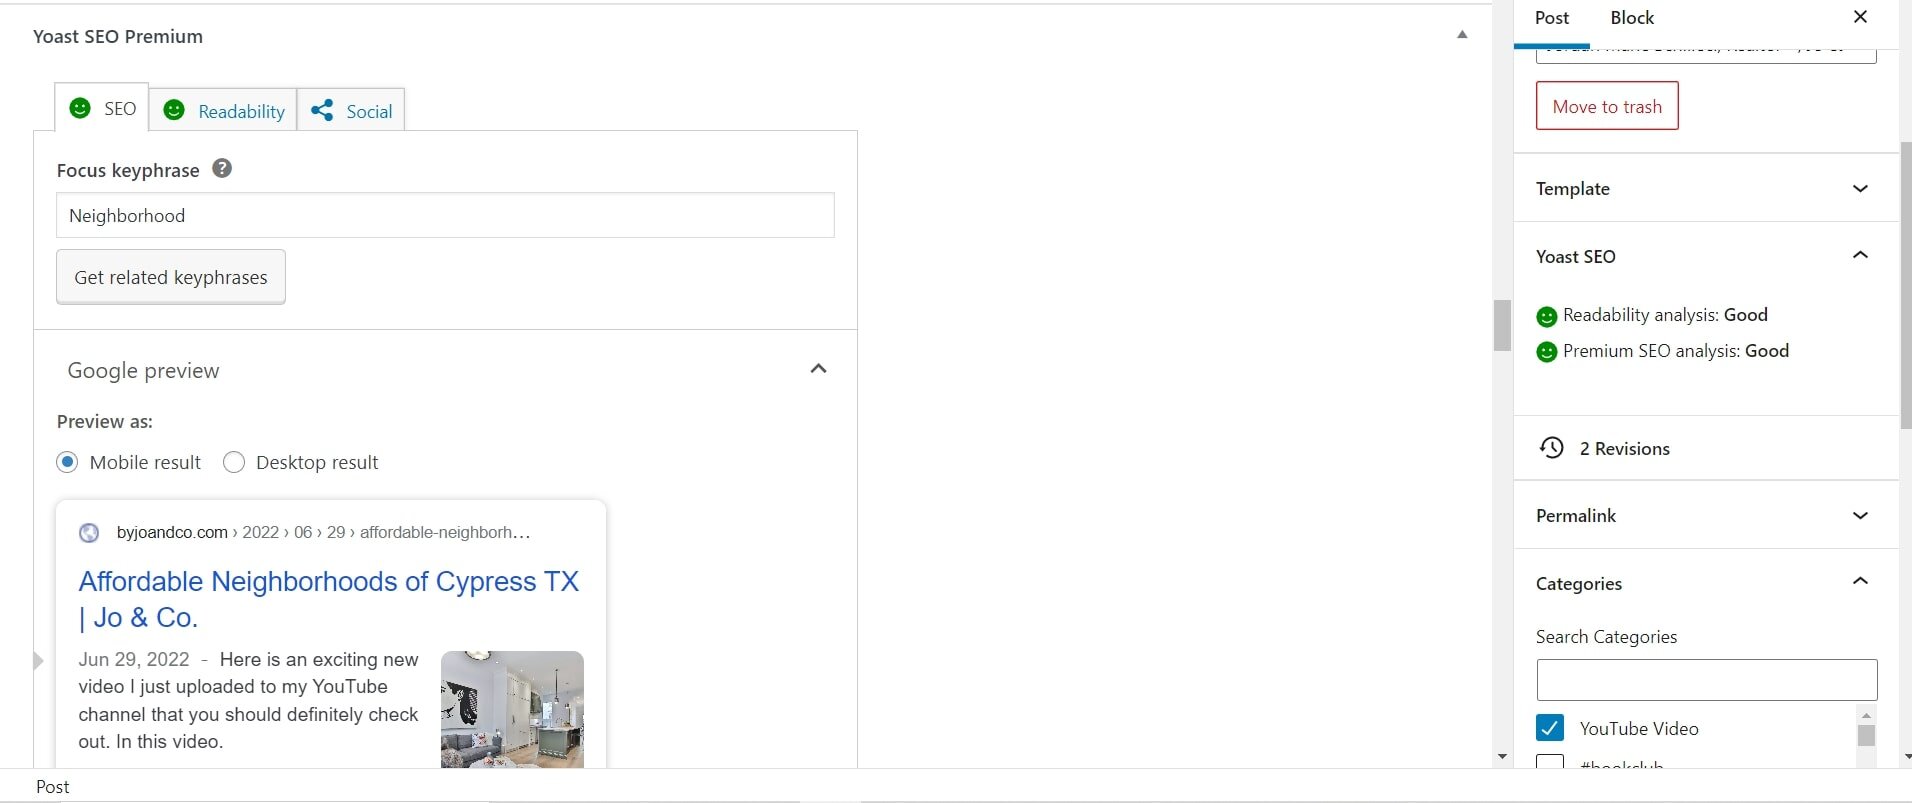 Yoast SEO Premium
SEO
Readability
Social
Focus keyphrase ?
Neighborhood
Get related keyphrases
Google preview
Preview as:
Mobile result
Desktop result
byjoandco.com › 2022 › 06 › 29 › affordable-neighborh…
Affordable Neighborhoods of Cypress TX
| Jo & Co.
Jun 29, 2022 - Here is an exciting new
video I just uploaded to my YouTube
channel that you should definitely check
out. In this video.
Post
Post
Block
Move to trash
Template
Yoast SEO
Readability analysis: Good
Premium SEO analysis: Good
2 Revisions
Permalink
Categories
Search Categories
YouTube Video
#bookclub